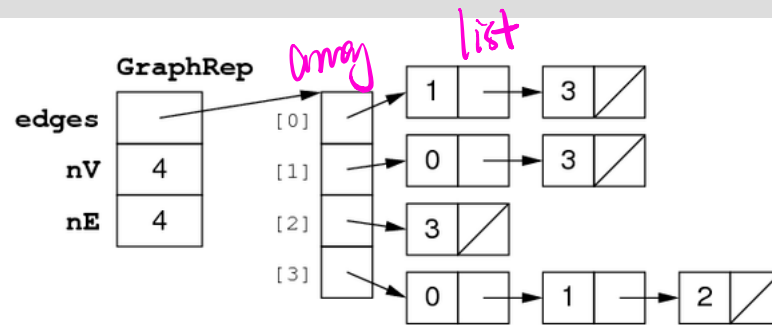 array list
GraphRep
edges
nV 4
nE 4
[0] 1 3
[1] 0 3
[2] 3
[3] 0 1 2